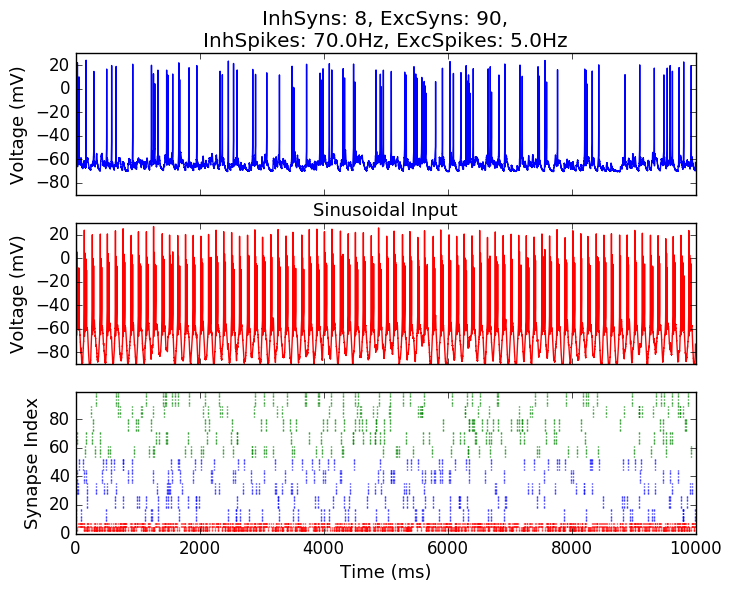 InhSyns: 8, ExcSyns: 90,
InhSpikes: 70.0Hz, ExcSpikes: 5.0Hz
Voltage (mV)
20
0
−20
−40
−60
−80
Sinusoidal Input
Voltage (mV)
20
0
−20
−40
−60
−80
Synapse Index
80
60
40
20
0
0 2000 4000 6000 8000 10000
Time (ms)